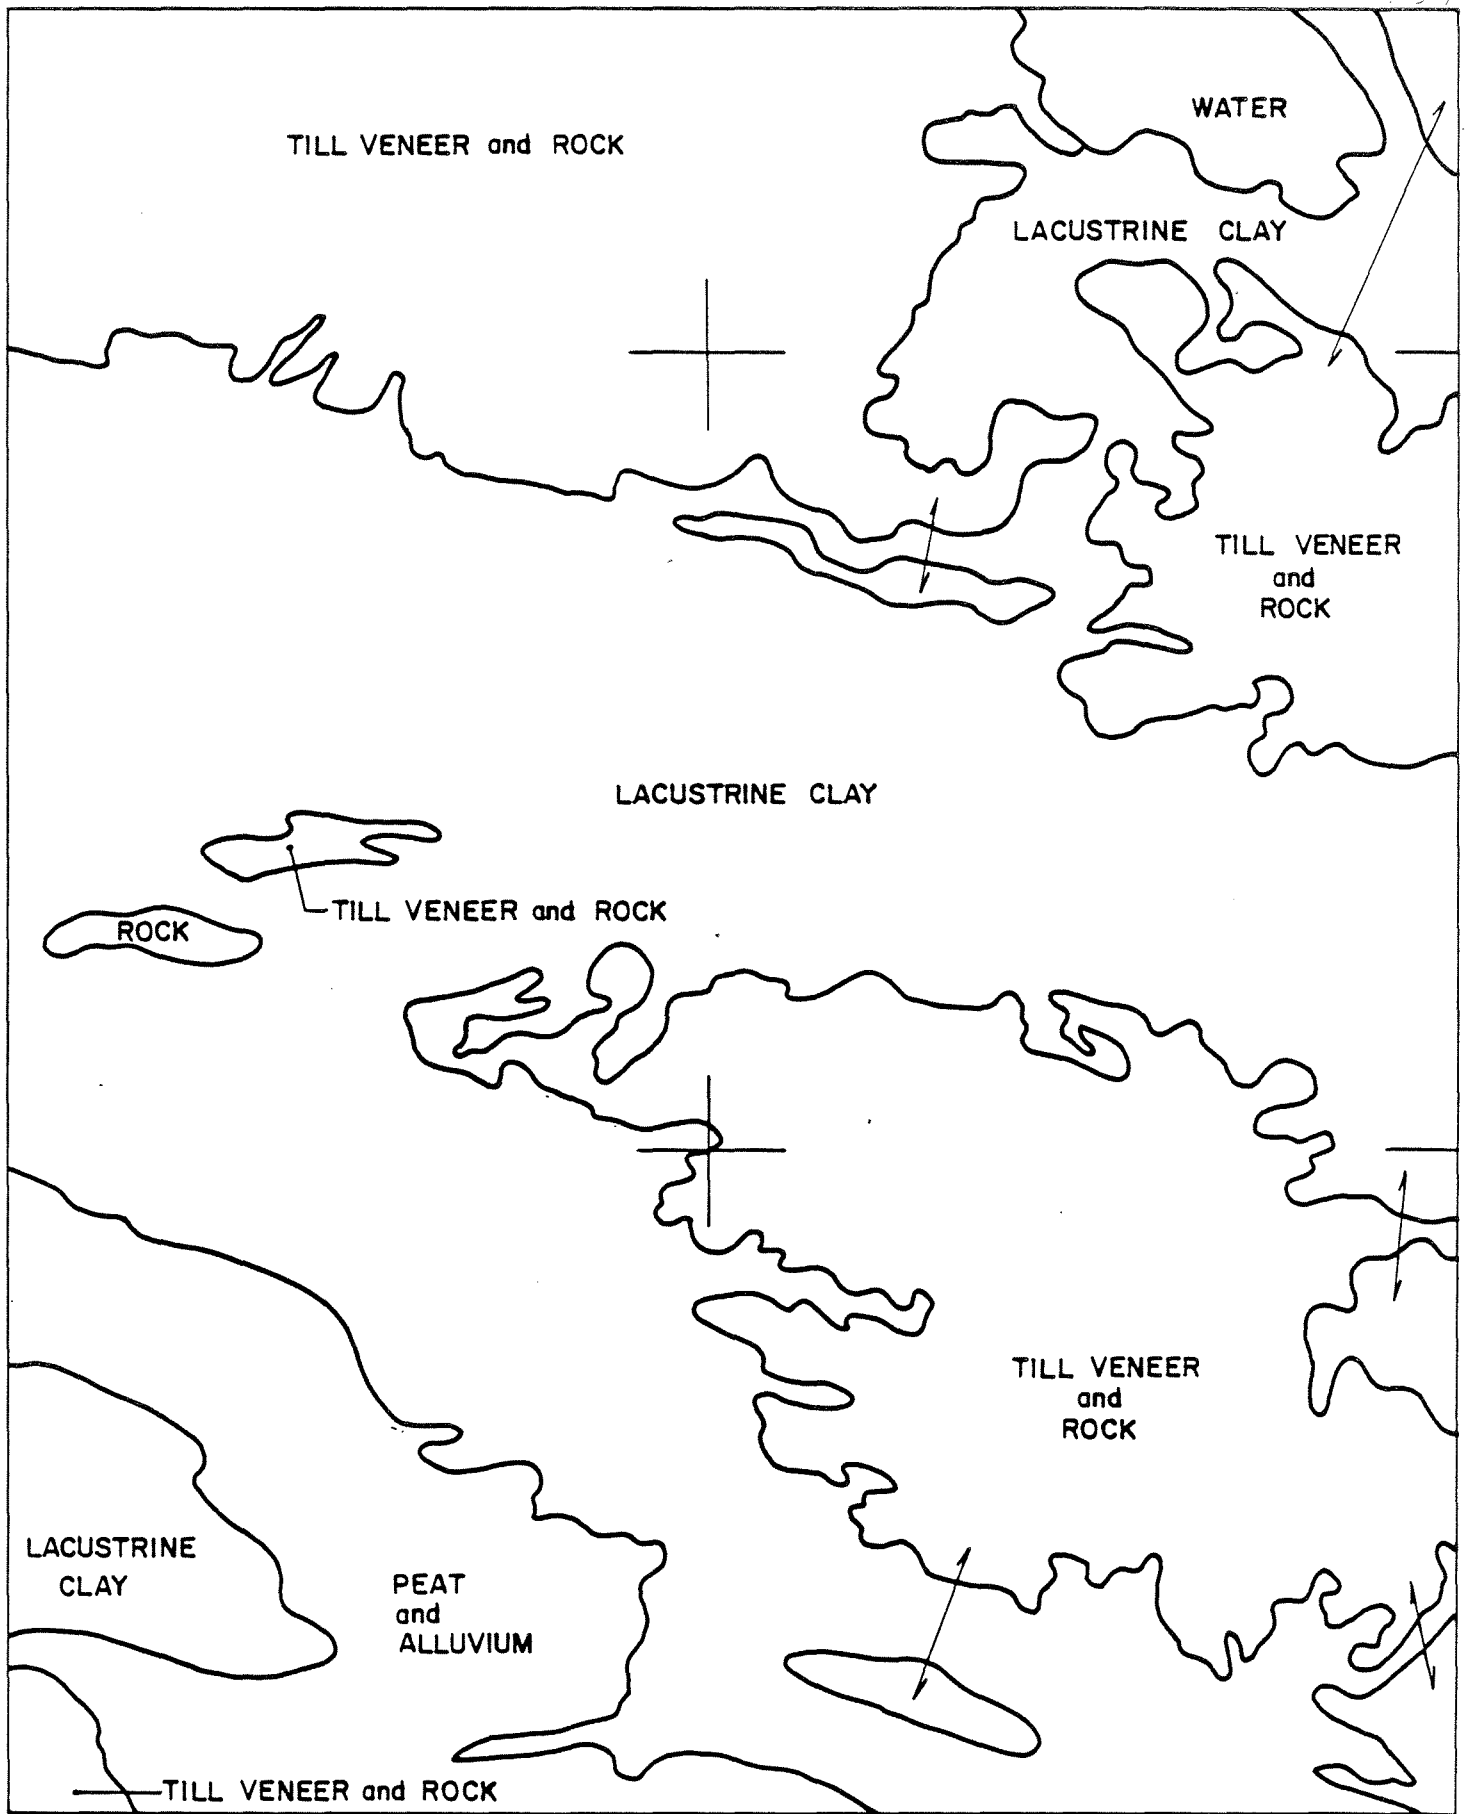 WATER
TILL VENEER and ROCK
LACUSTRINE CLAY
TILL VENEER
and
ROCK
LACUSTRINE CLAY
TILL VENEER and ROCK
ROCK
TILL VENEER
and
ROCK
LACUSTRINE
CLAY
PEAT
and
ALLUVIUM
TILL VENEER and ROCK